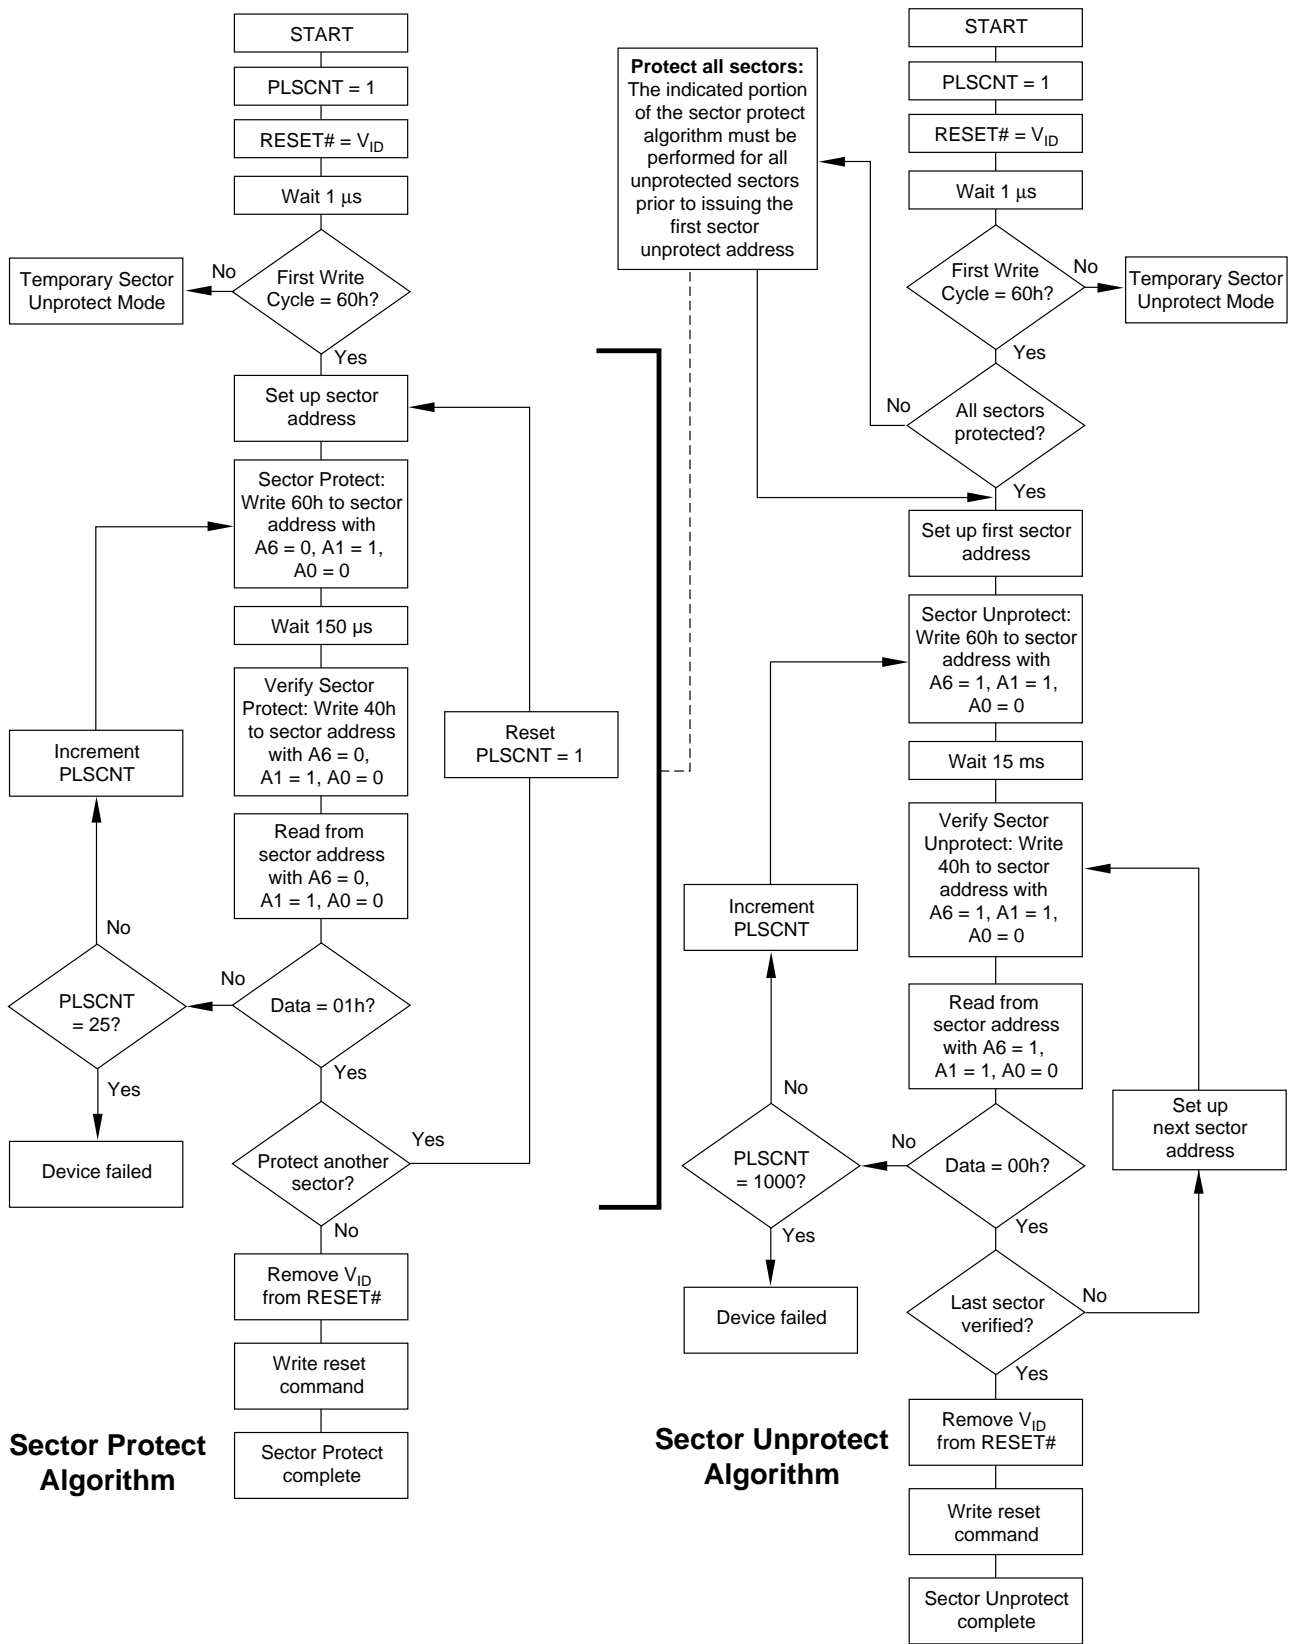 START
PLSCNT = 1
RESET# = VID
Wait 1 μs
First Write
Cycle = 60h?
No
Temporary Sector
Unprotect Mode
Yes
Set up sector
address
Sector Protect:
Write 60h to sector
address with
A6 = 0, A1 = 1,
A0 = 0
Wait 150 µs
Verify Sector
Protect: Write 40h
to sector address
with A6 = 0,
A1 = 1, A0 = 0
Read from
sector address
with A6 = 0,
A1 = 1, A0 = 0
Increment
PLSCNT
No
PLSCNT
= 25?
No
Data = 01h?
Yes
Device failed
Yes
Protect another
sector?
Yes
Reset
PLSCNT = 1
No
Remove VID
from RESET#
Write reset
command
Sector Protect
complete
Sector Protect
Algorithm
Protect all sectors:
The indicated portion
of the sector protect
algorithm must be
performed for all
unprotected sectors
prior to issuing the
first sector
unprotect address
START
PLSCNT = 1
RESET# = VID
Wait 1 μs
First Write
Cycle = 60h?
No
Temporary Sector
Unprotect Mode
Yes
No
All sectors
protected?
Yes
Set up first sector
address
Sector Unprotect:
Write 60h to sector
address with
A6 = 1, A1 = 1,
A0 = 0
Wait 15 ms
Verify Sector
Unprotect: Write
40h to sector
address with
A6 = 1, A1 = 1,
A0 = 0
Read from
sector address
with A6 = 1,
A1 = 1, A0 = 0
Increment
PLSCNT
No
PLSCNT
= 1000?
No
Data = 00h?
Yes
Device failed
Yes
Last sector
verified?
No
Set up
next sector
address
Yes
Remove VID
from RESET#
Write reset
command
Sector Unprotect
complete
Sector Unprotect
Algorithm